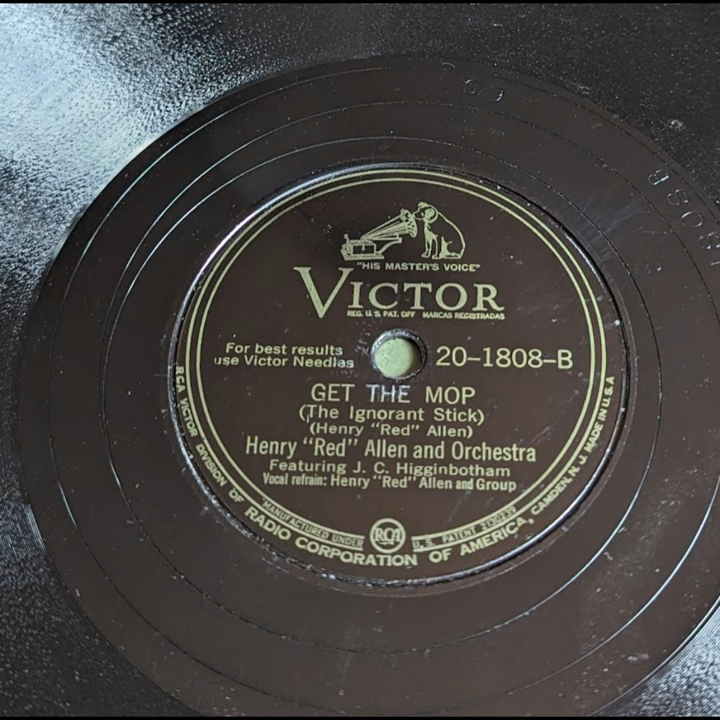 "HIS MASTER'S VOICE"
VICTOR
REG. U. S. PAT. OFF MARCAS REGISTRADAS
For best results
use Victor Needles
20-1808-B
GET THE MOP
(The Ignorant Stick)
(Henry "Red" Allen)
Henry "Red" Allen and Orchestra
Featuring J. C. Higginbotham
Vocal refrain: Henry "Red" Allen and Group
MANUFACTURED UNDER RCA U. S. PATENT
RCA VICTOR DIVISION OF RADIO CORPORATION OF AMERICA, CAMDEN, N. J. MADE IN U.S.A